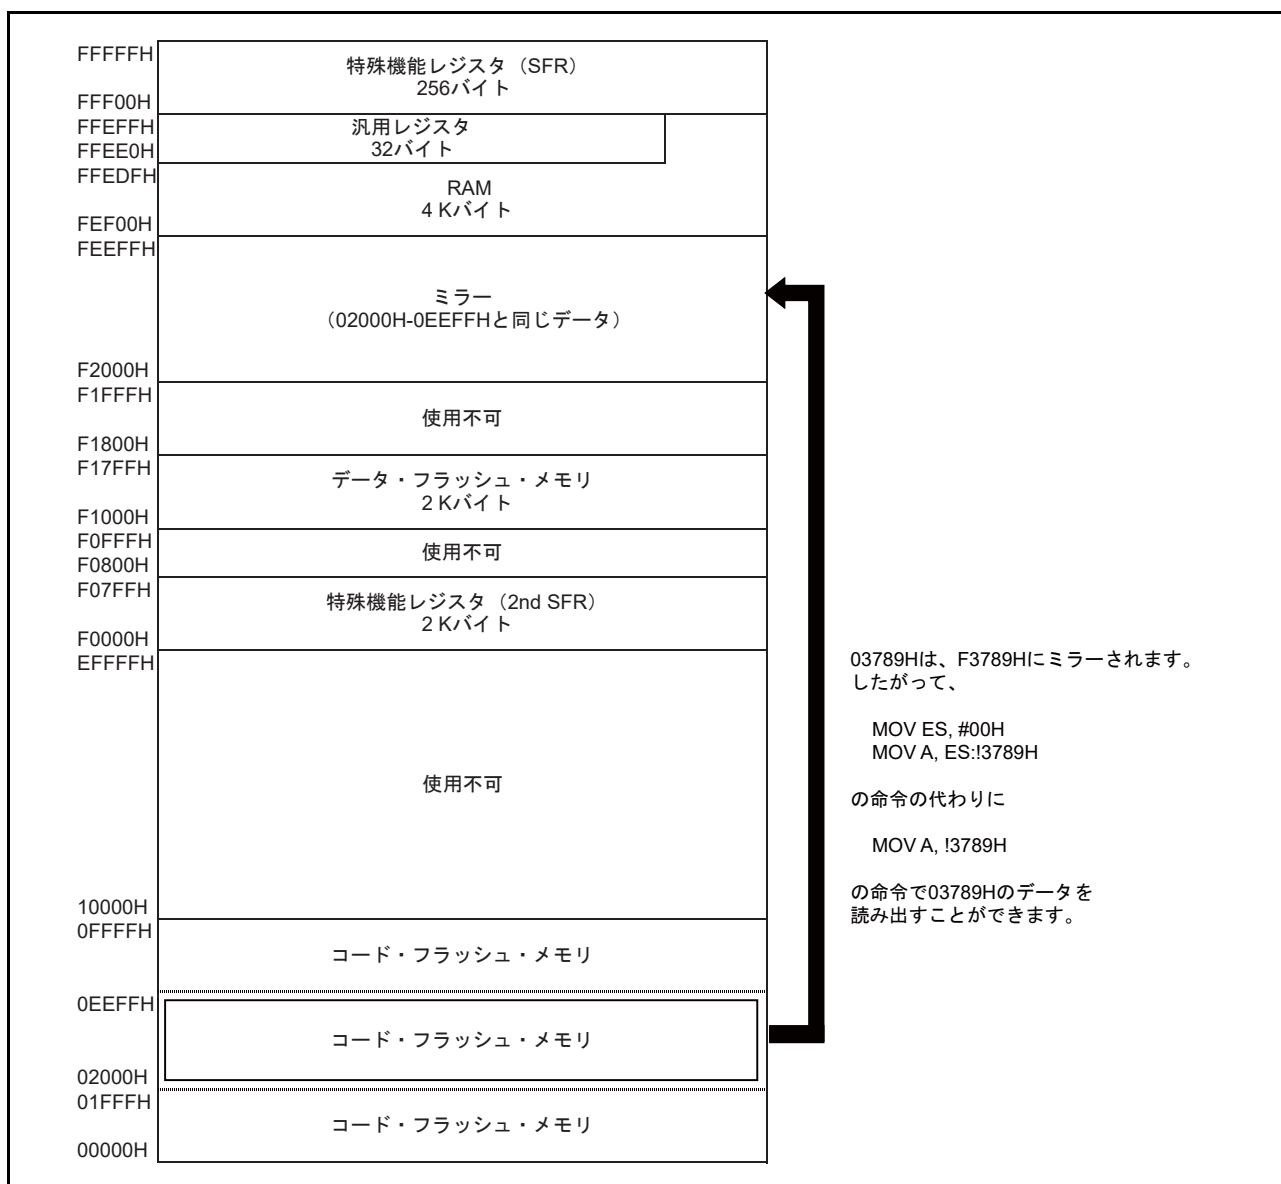 FFFFFH
特殊機能レジスタ（SFR）
256バイト
FFF00H
FFEFFH
汎用レジスタ
32バイト
FFEE0H
FFEDFH
RAM
4 Kバイト
FEF00H
FEEFFH
ミラー
（02000H-0EEFFHと同じデータ）
F2000H
F1FFFH
使用不可
F1800H
F17FFH
データ・フラッシュ・メモリ
2 Kバイト
F1000H
F0FFFH
使用不可
F0800H
F07FFH
特殊機能レジスタ（2nd SFR）
2 Kバイト
F0000H
EFFFFH
使用不可
10000H
0FFFFH
コード・フラッシュ・メモリ
0EEFFH
コード・フラッシュ・メモリ
02000H
01FFFH
コード・フラッシュ・メモリ
00000H
03789Hは、F3789Hにミラーされます。
したがって、
MOV ES, #00H
MOV A, ES:!3789H
の命令の代わりに
MOV A, !3789H
の命令で03789Hのデータを
読み出すことができます。